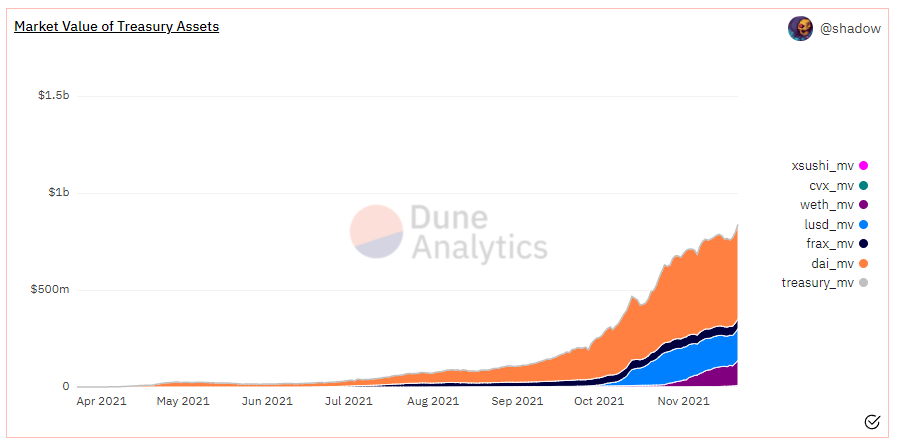 Market Value of Treasury Assets
@shadow
$1.5b
$1b
$500m
0
Apr 2021 May 2021 Jun 2021 Jul 2021 Aug 2021 Sep 2021 Oct 2021 Nov 2021
Dune
Analytics
xsushi_mv
cvx_mv
weth_mv
lusd_mv
frax_mv
dai_mv
treasury_mv